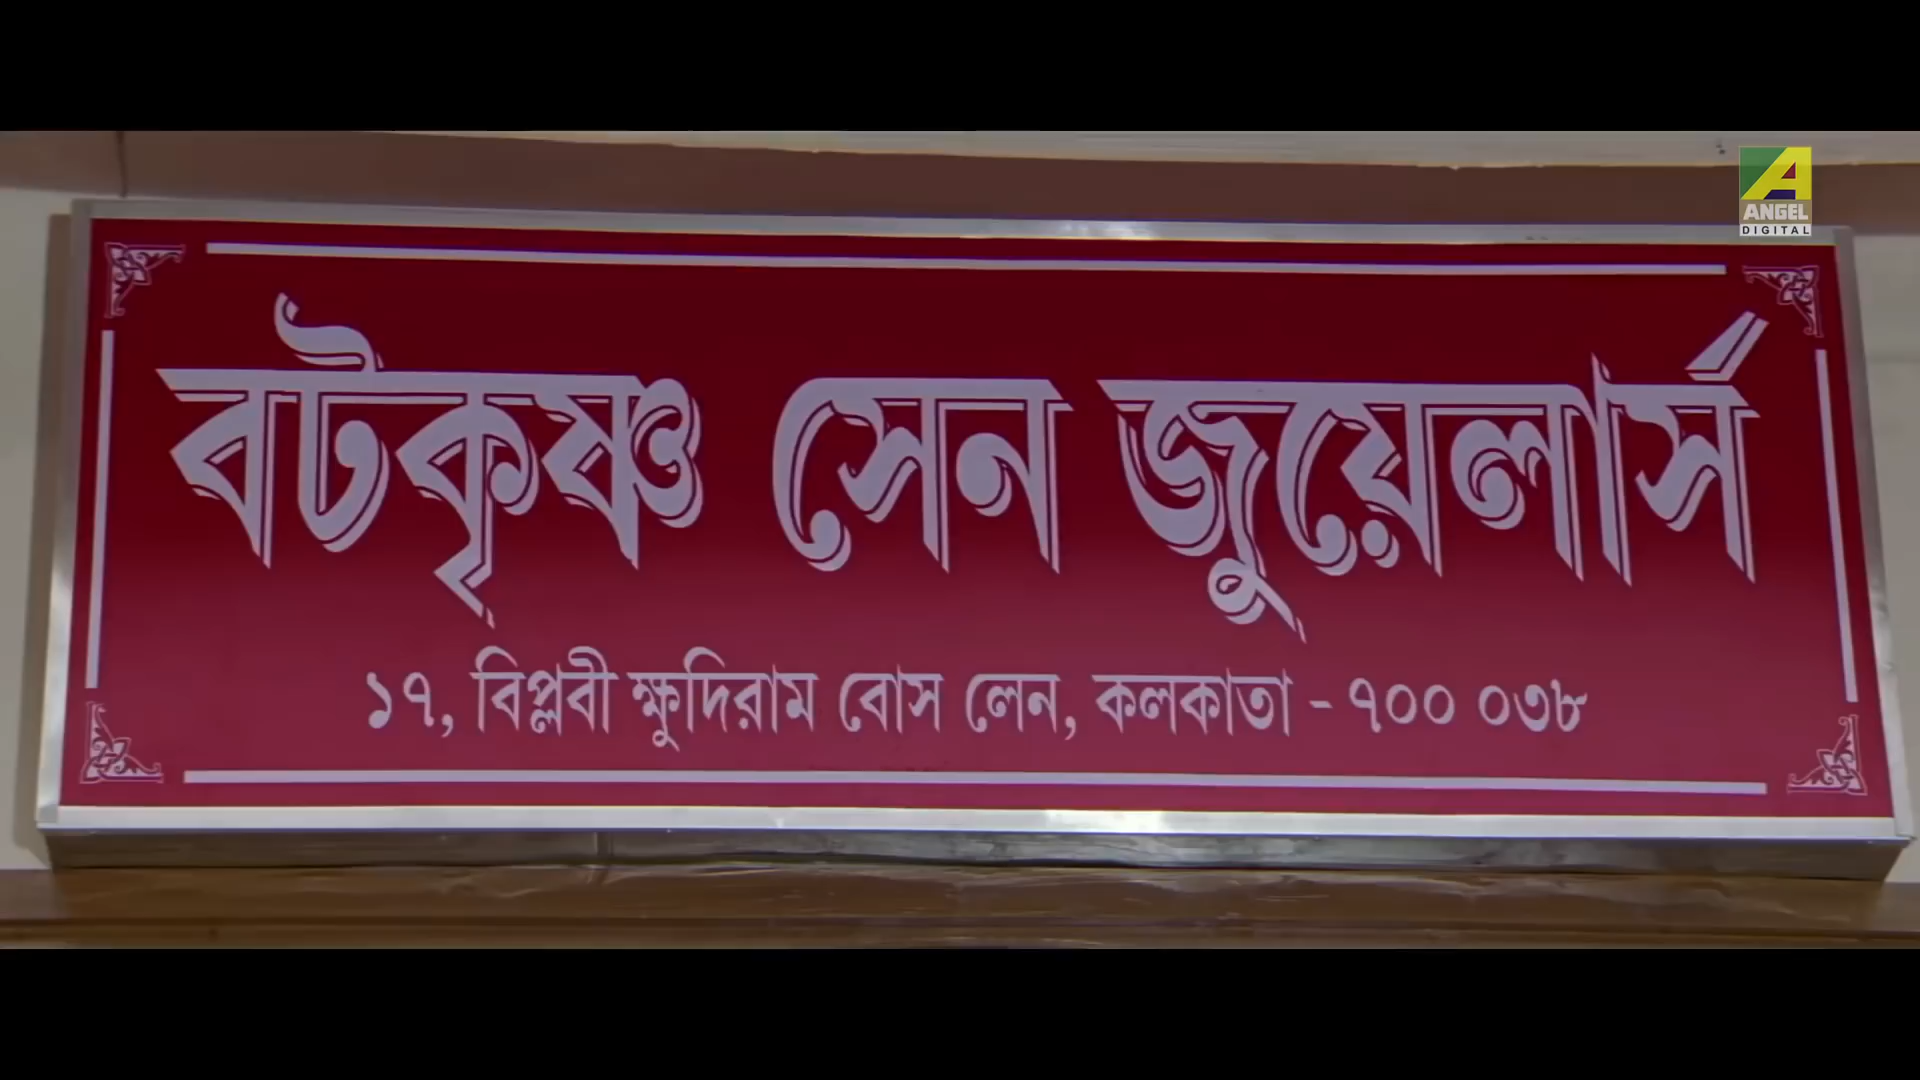 ANGEL
DIGITAL
বটকৃষ্ণ সেন জুয়েলার্স
১৭, বিপ্লবী ক্ষুদিরাম বোস লেন, কলকাতা - ৭০০ ০৩৮